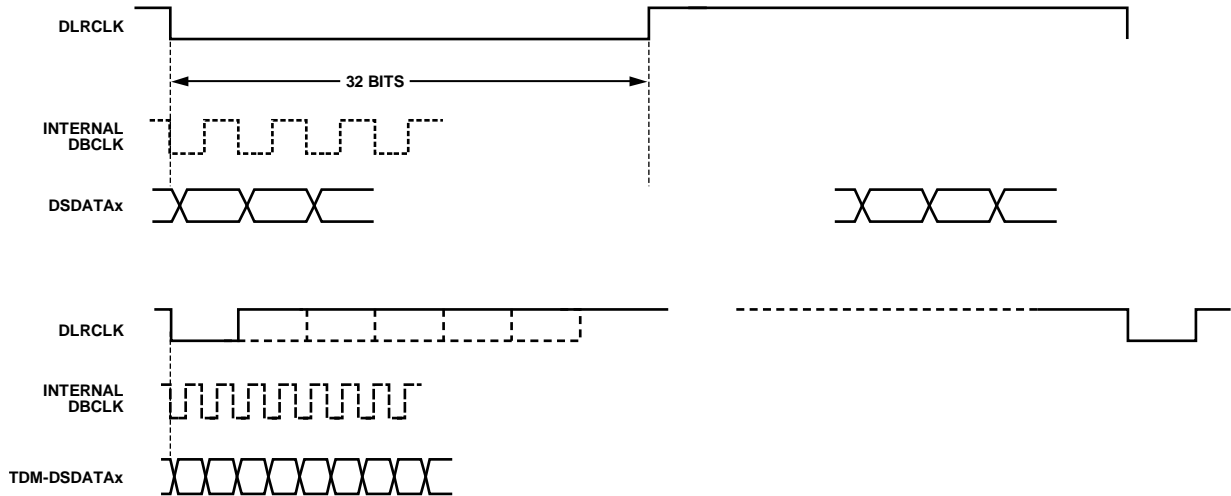 DLRCLK
32 BITS
INTERNAL
DBCLK
DSDATAx
DLRCLK
INTERNAL
DBCLK
TDM-DSDATAx